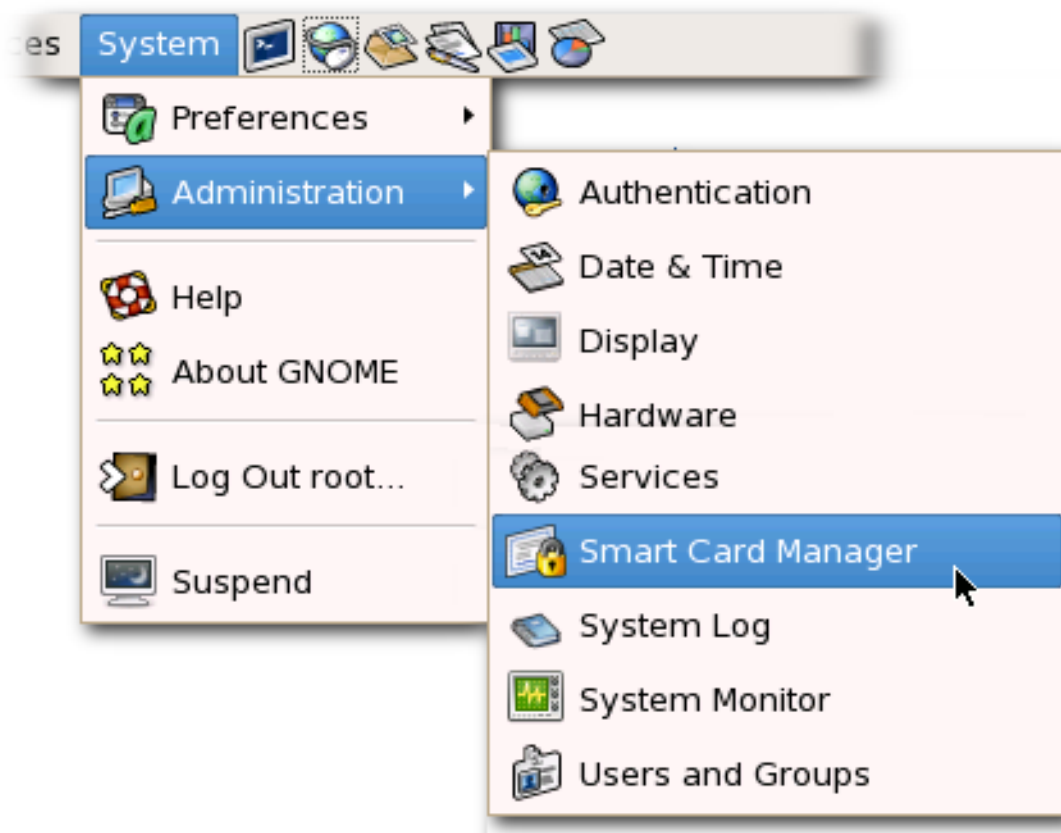 System
Preferences
Administration
Help
About GNOME
Log Out root...
Suspend
Authentication
Date & Time
Display
Hardware
Services
Smart Card Manager
System Log
System Monitor
Users and Groups